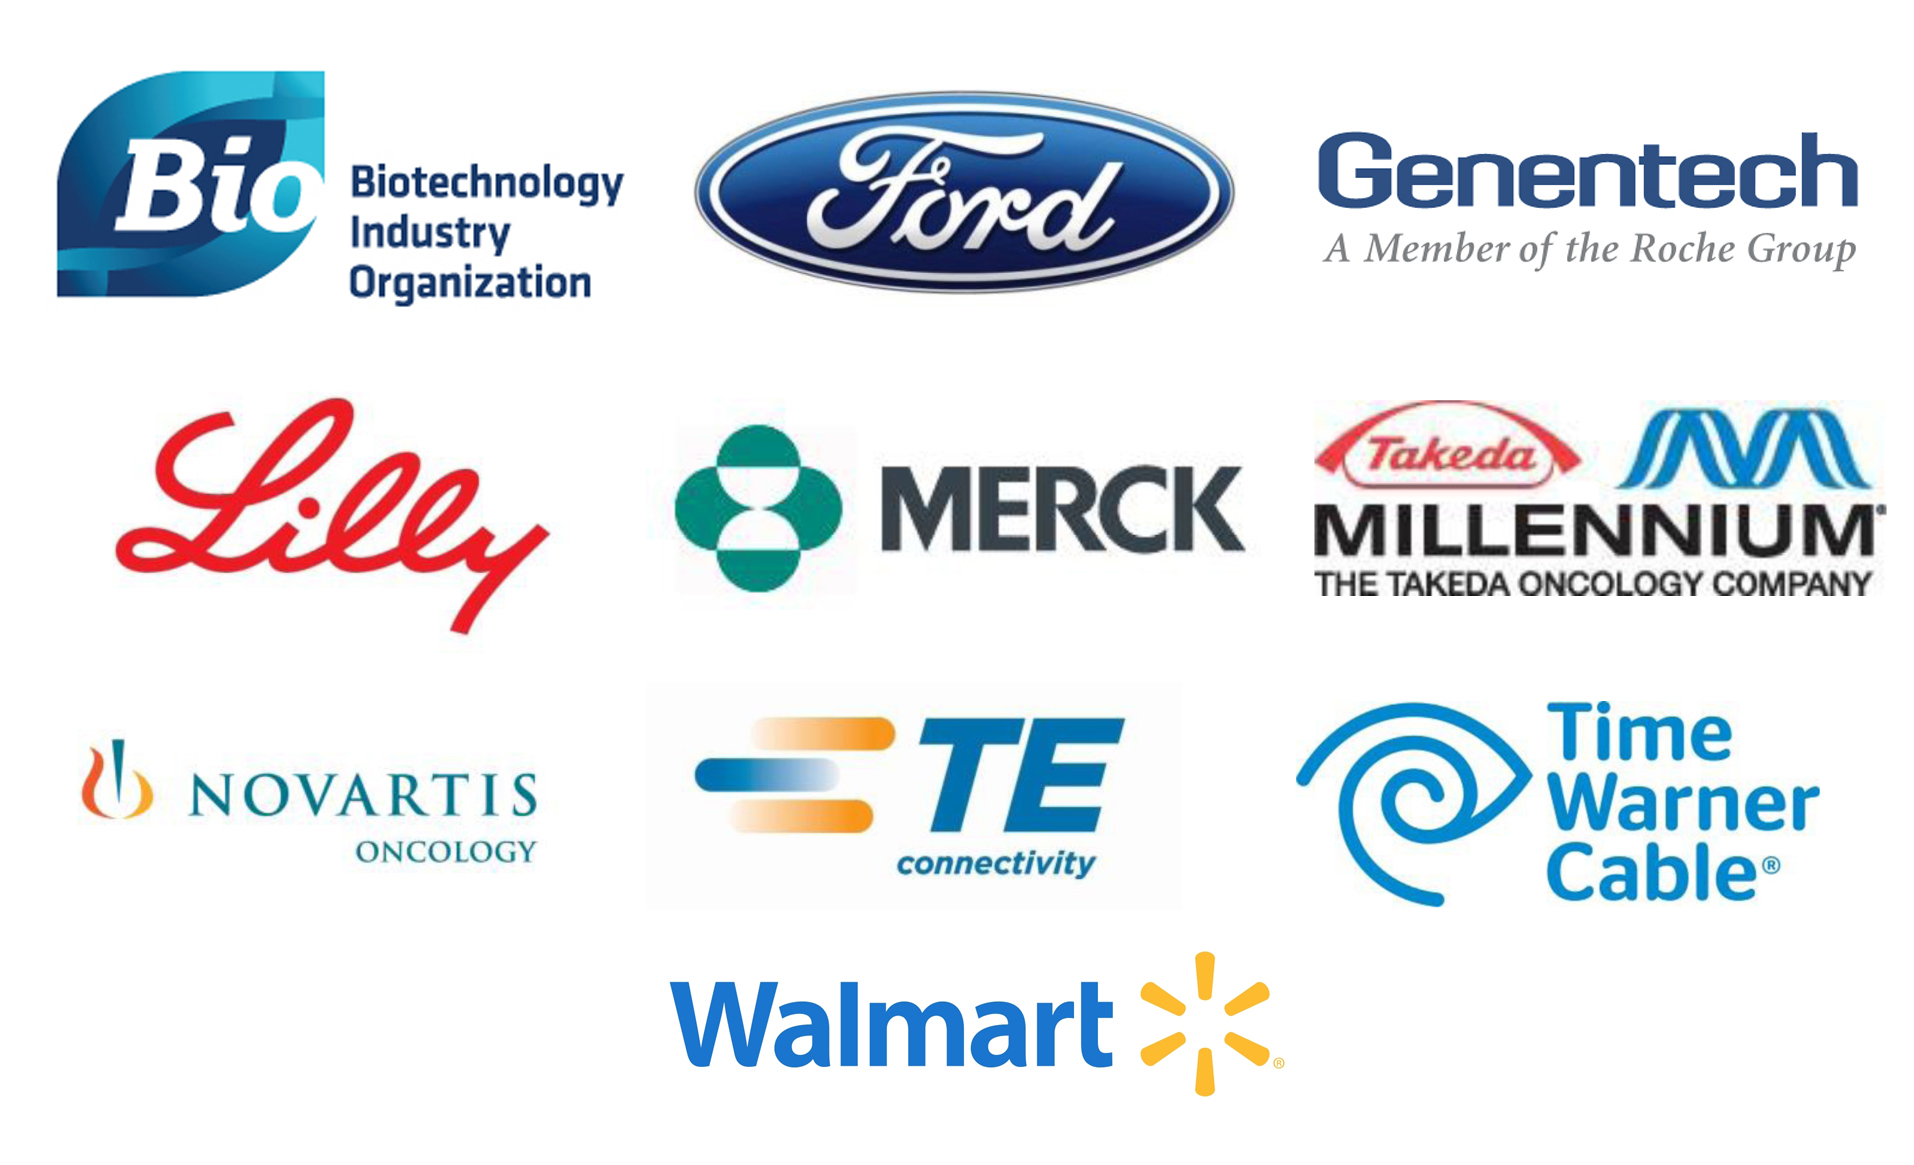 Bio
Biotechnology
Industry
Organization
Ford
Genentech
A Member of the Roche Group
Lilly
MERCK
Takeda
MILLENNIUM
THE TAKEDA ONCOLOGY COMPANY
NOVARTIS
ONCOLOGY
TE
connectivity
Time
Warner
Cable®
Walmart ®